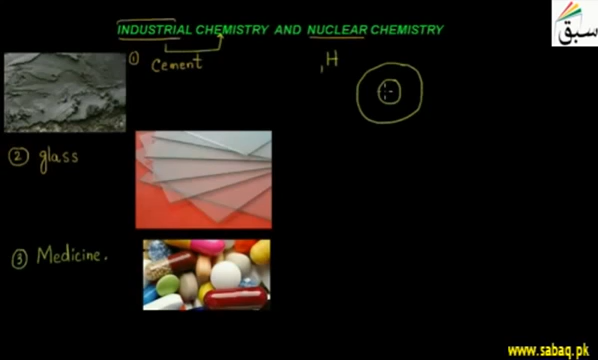 INDUSTRIAL CHEMISTRY AND NUCLEAR CHEMISTRY
سبق
① Cement
₁H
② glass
③ Medicine.
www.sabaq.pk